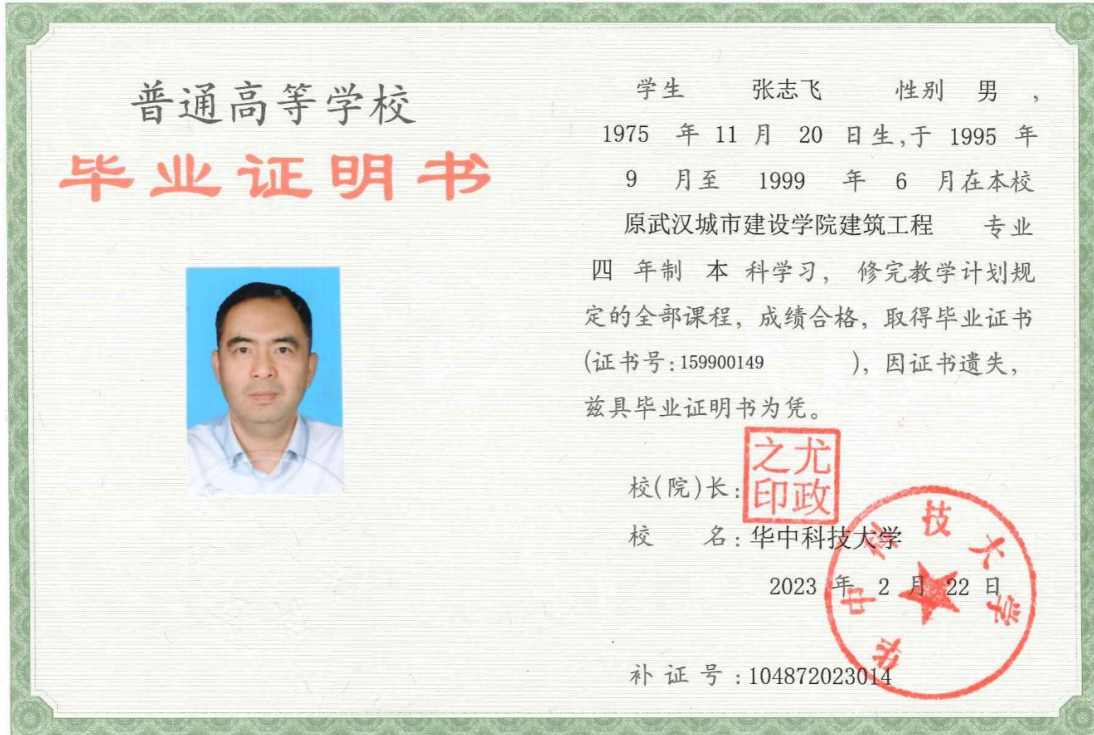 普通高等学校
毕业证明书
学生 张志飞 性别 男 ,
1975 年 11 月 20 日生,于 1995 年
9 月至 1999 年 6 月在本校
原武汉城市建设学院建筑工程 专业
四 年制 本 科学习, 修完教学计划规
定的全部课程, 成绩合格, 取得毕业证书
(证书号:159900149 ), 因证书遗失,
兹具毕业证明书为凭。
校(院)长:
尤政之印
校 名: 华中科技大学
2023 年 2 月 22 日
华中科技大学
补 证 号 :104872023014